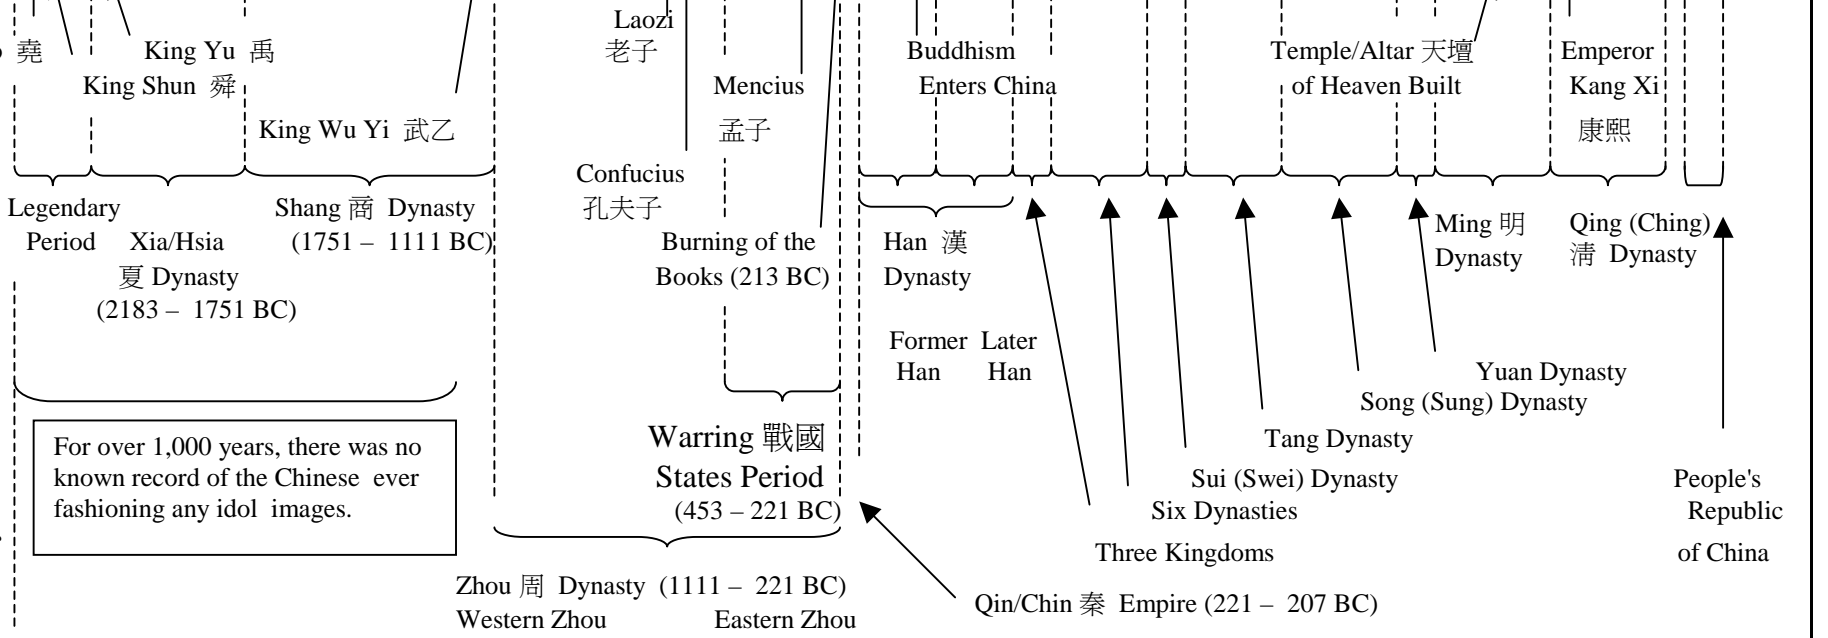 Laozi
老子
堯
King Yu 禹
King Shun 舜
King Wu Yi 武乙
Mencius
孟子
Confucius
孔夫子
Buddhism
Enters China
Temple/Altar 天壇
of Heaven Built
Emperor
Kang Xi
康熙
Legendary
Period
Xia/Hsia
夏 Dynasty
(2183 – 1751 BC)
Shang 商 Dynasty
(1751 – 1111 BC)
Burning of the
Books (213 BC)
Han 漢
Dynasty
Former Later
Han Han
Ming 明
Dynasty
Qing (Ching)
淸 Dynasty
Yuan Dynasty
Song (Sung) Dynasty
Tang Dynasty
Sui (Swei) Dynasty
Six Dynasties
Three Kingdoms
People's
Republic
of China
For over 1,000 years, there was no
known record of the Chinese ever
fashioning any idol images.
Warring 戰國
States Period
(453 – 221 BC)
Zhou 周 Dynasty (1111 – 221 BC)
Western Zhou Eastern Zhou
Qin/Chin 秦 Empire (221 – 207 BC)